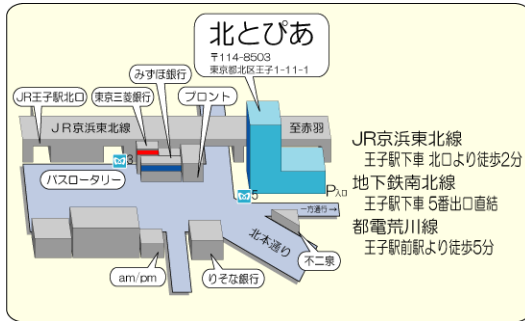 北とぴあ
〒114-8503
東京都北区王子1-11-1
みずほ銀行
JR王子駅北口
東京三菱銀行
プロント
JR京浜東北線
至赤羽
3
バスロータリー
5
P入口
一方通行→
北本通り
不二泉
am/pm
りそな銀行
JR京浜東北線
王子駅下車 北口より徒歩2分
地下鉄南北線
王子駅下車 5番出口直結
都電荒川線
王子駅前駅より徒歩5分